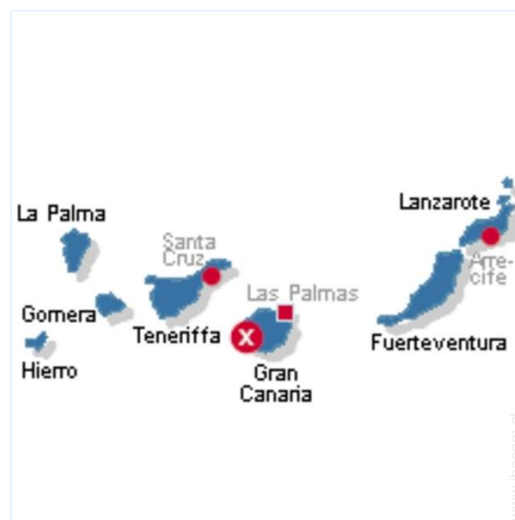 Lanzarote
La Palma
Santa
Cruz
Arre-
cife
Las Palmas
Gomera
Teneriffa
X
Fuerteventura
Hierro
Gran
Canaria